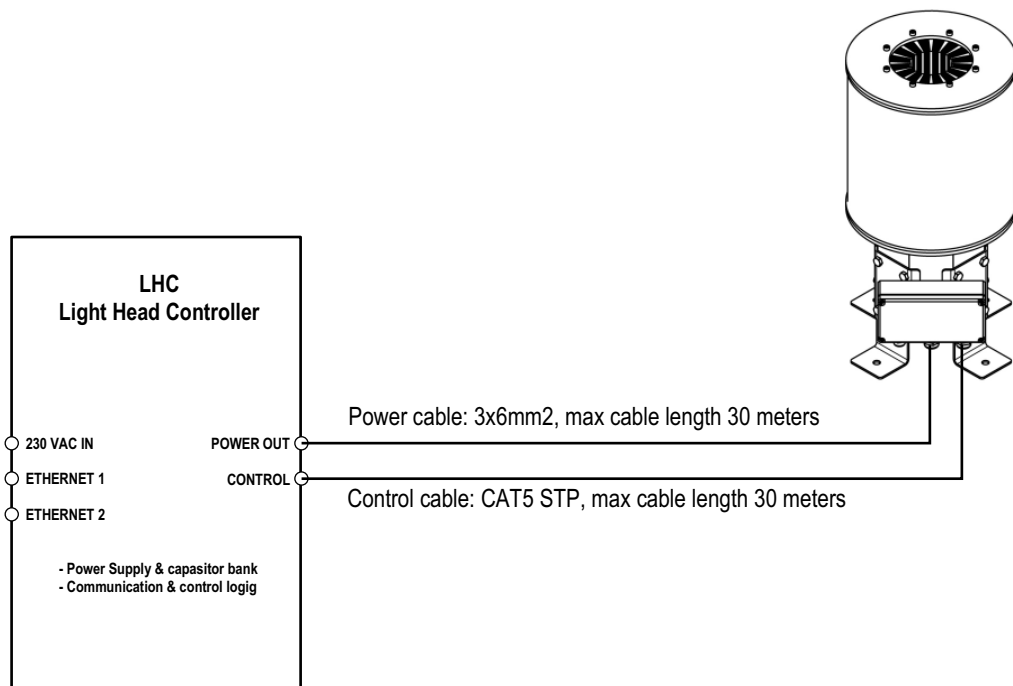 LHC
Light Head Controller
Power cable: 3x6mm2, max cable length 30 meters
230 VAC IN
POWER OUT
ETHERNET 1
CONTROL
Control cable: CAT5 STP, max cable length 30 meters
ETHERNET 2
- Power Supply & capasitor bank
- Communication & control logig